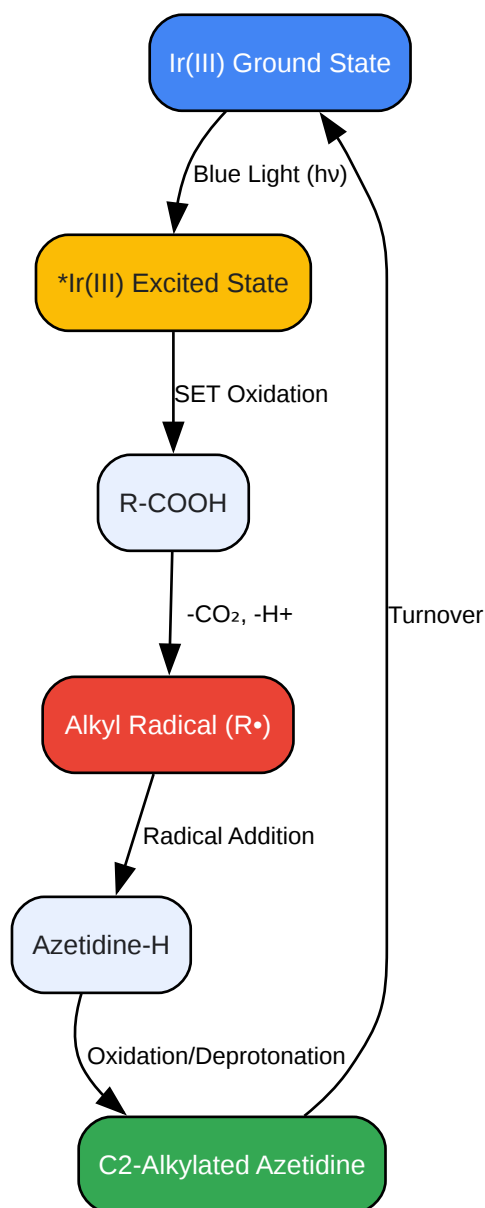 Ir(III) Ground State
Blue Light (hν)
*Ir(III) Excited State
SET Oxidation
R-COOH
-CO₂, -H+
Turnover
Alkyl Radical (R•)
Radical Addition
Azetidine-H
Oxidation/Deprotonation
C2-Alkylated Azetidine